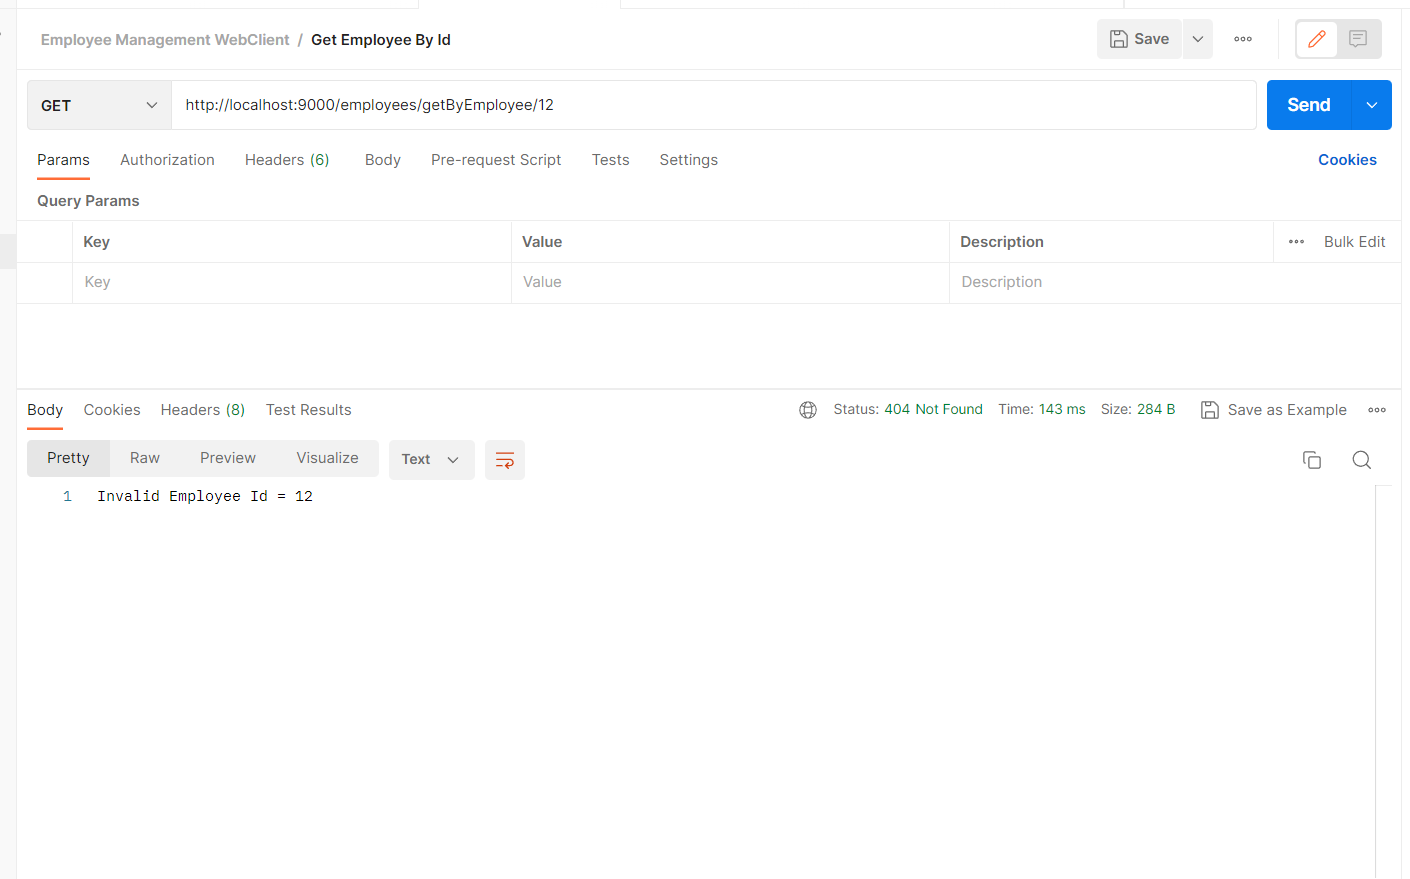 Employee Management WebClient / Get Employee By Id
Save
GET
http://localhost:9000/employees/getByEmployee/12
Send
Params Authorization Headers (6) Body Pre-request Script Tests Settings Cookies
Query Params
Key Value Description Bulk Edit
Key Value Description
Body Cookies Headers (8) Test Results Status: 404 Not Found Time: 143 ms Size: 284 B Save as Example
Pretty Raw Preview Visualize Text
1 Invalid Employee Id = 12